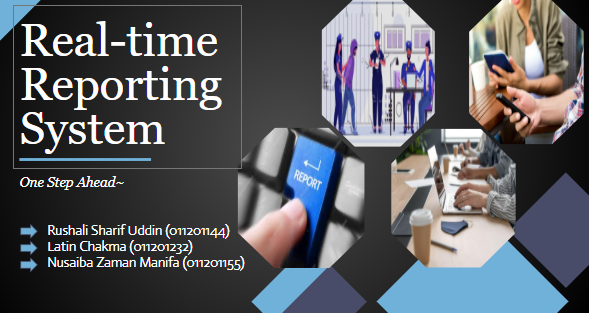 Real-time
Reporting
System
One Step Ahead~
Rushali Sharif Uddin (011201144)
Latin Chakma (011201232)
Nusaiba Zaman Manifa (011201155)
REPORT